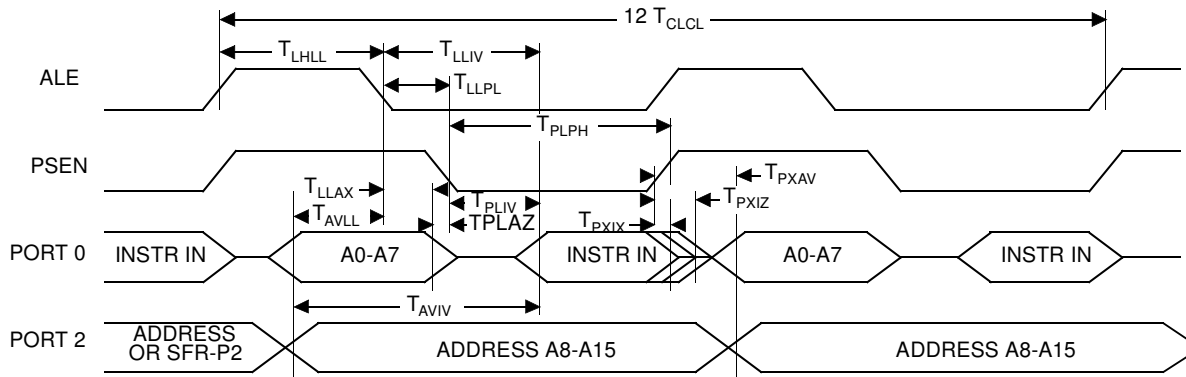 12 TCLCL
TLHLL
TLLIV
ALE
TLLPL
TPLPH
PSEN
TLLAX
TPLIV
TPXAV
TPXIZ
TAVLL
TPLAZ
TPXIX
PORT 0
INSTR IN
A0-A7
INSTR IN
A0-A7
INSTR IN
TAVIV
PORT 2
ADDRESS
OR SFR-P2
ADDRESS A8-A15
ADDRESS A8-A15